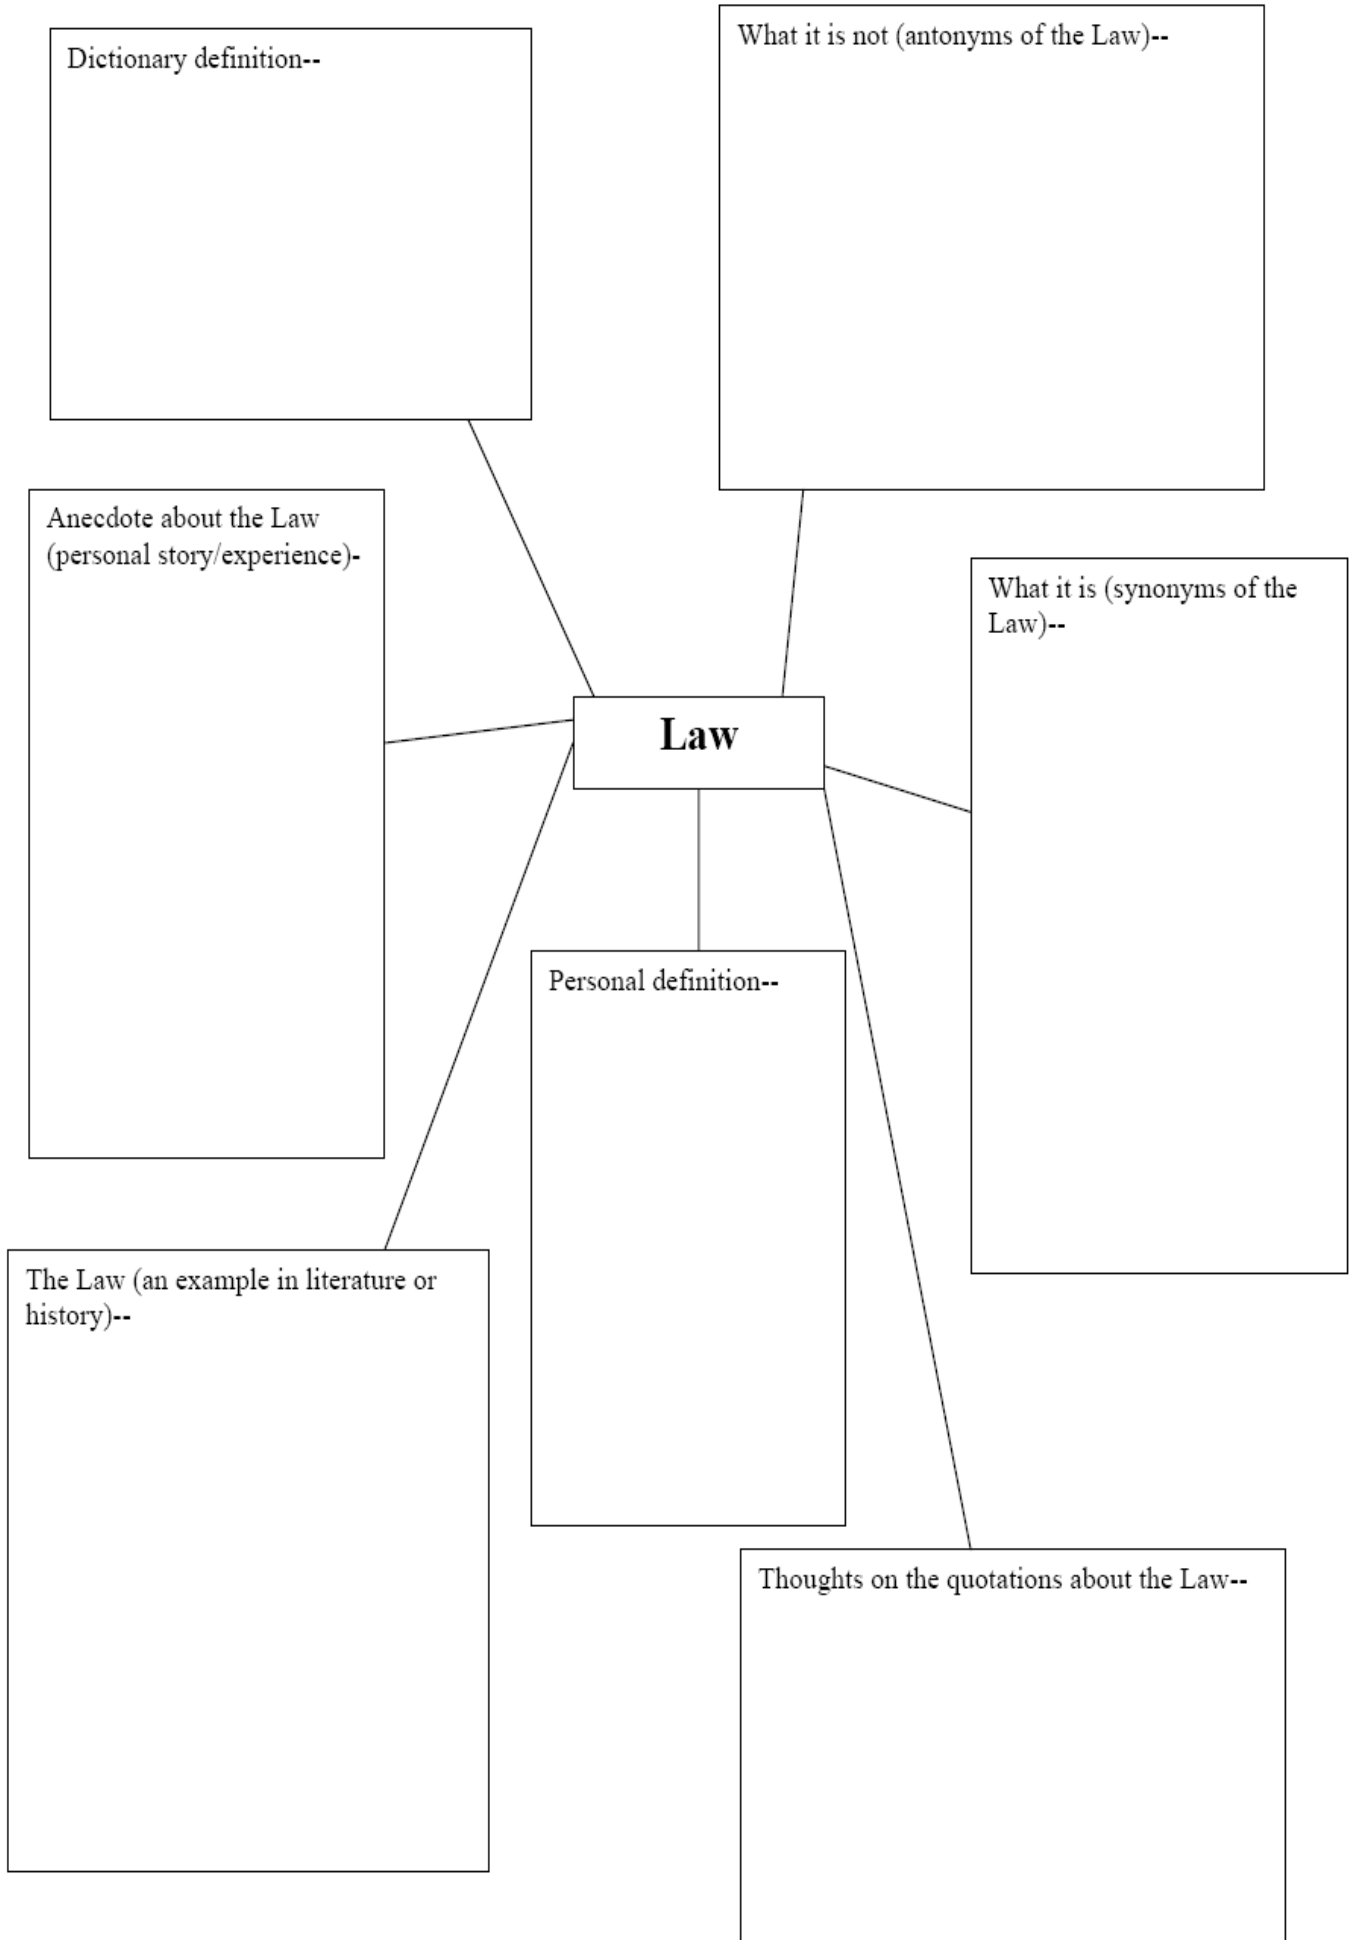 Dictionary definition--
What it is not (antonyms of the Law)--
Anecdote about the Law
(personal story/experience)-
What it is (synonyms of the
Law)--
Law
Personal definition--
The Law (an example in literature or
history)--
Thoughts on the quotations about the Law--